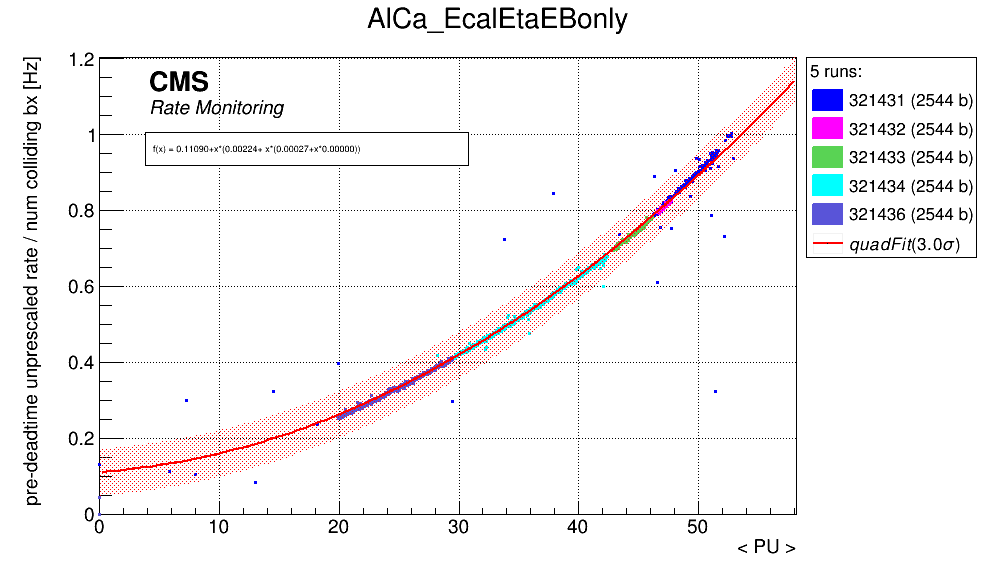 AlCa_EcalEtaEBonly
pre-deadtime unprescaled rate / num colliding bx [Hz]
CMS
Rate Monitoring
f(x) = 0.11090+x*(0.00224+ x*(0.00027+x*0.00000))
1.2
1
0.8
0.6
0.4
0.2
0
0 10 20 30 40 50
< PU >
5 runs:
321431 (2544 b)
321432 (2544 b)
321433 (2544 b)
321434 (2544 b)
321436 (2544 b)
quadFit(3.0σ)